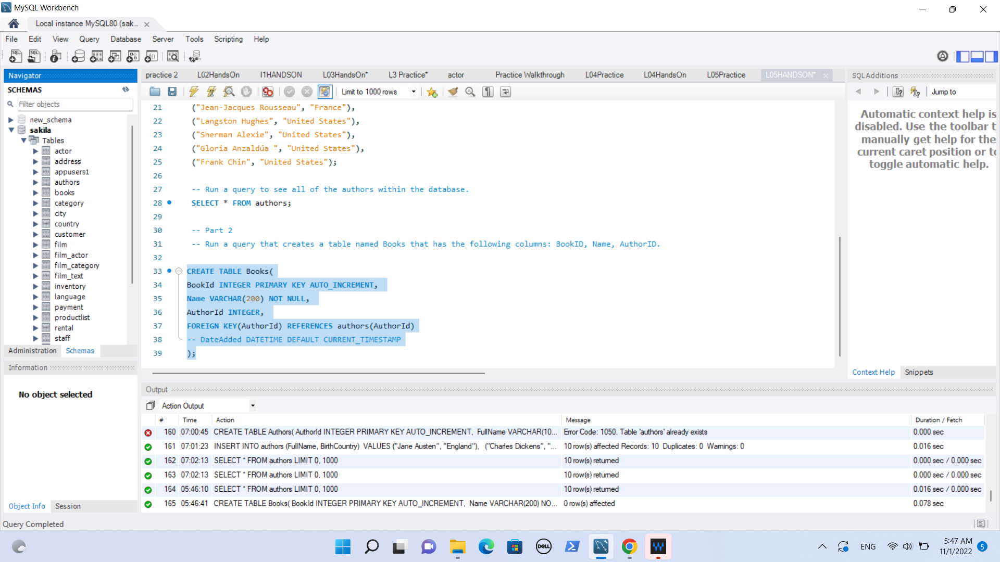 MySQL Workbench
Local instance MySQL80 (sak...
File Edit View Query Database Server Tools Scripting Help
Navigator
SCHEMAS
Filter objects
new_schema
sakila
Tables
actor
address
appusers1
authors
books
category
city
country
customer
film
film_actor
film_category
film_text
inventory
language
payment
productlist
rental
staff
Administration Schemas
Information
No object selected
Object Info Session
practice 2 L02HandsOn l1HANDSON L03HandsOn* L3 Practice* actor Practice Walkthrough L04Practice L04HandsOn L05Practice L05HANDSON*
Limit to 1000 rows
21 ("Jean-Jacques Rousseau", "France"),
22 ("Langston Hughes", "United States"),
23 ("Sherman Alexie", "United States"),
24 ("Gloria Anzaldúa ", "United States"),
25 ("Frank Chin", "United States");
26
27 -- Run a query to see all of the authors within the database.
28 SELECT * FROM authors;
29
30 -- Part 2
31 -- Run a query that creates a table named Books that has the following columns: BookID, Name, AuthorID.
32
33 CREATE TABLE Books(
34 BookId INTEGER PRIMARY KEY AUTO_INCREMENT,
35 Name VARCHAR(200) NOT NULL,
36 AuthorId INTEGER,
37 FOREIGN KEY(AuthorId) REFERENCES authors(AuthorId)
38 -- DateAdded DATETIME DEFAULT CURRENT_TIMESTAMP
39 );
SQLAdditions
Jump to
Automatic context help is
disabled. Use the toolbar t
manually get help for the
current caret position or to
toggle automatic help.
Context Help Snippets
Output
Action Output
# Time Action Message Duration / Fetch
160 07:00:45 CREATE TABLE Authors( AuthorId INTEGER PRIMARY KEY AUTO_INCREMENT, FullName VARCHAR(10... Error Code: 1050. Table 'authors' already exists 0.000 sec
161 07:01:23 INSERT INTO authors (FullName, BirthCountry) VALUES ("Jane Austen", "England"), ("Charles Dickens", "... 10 row(s) affected Records: 10 Duplicates: 0 Warnings: 0 0.016 sec
162 07:02:13 SELECT * FROM authors LIMIT 0, 1000 10 row(s) returned 0.000 sec / 0.000 sec
163 07:02:13 SELECT * FROM authors LIMIT 0, 1000 10 row(s) returned 0.000 sec / 0.000 sec
164 05:46:10 SELECT * FROM authors LIMIT 0, 1000 10 row(s) returned 0.016 sec / 0.000 sec
165 05:46:41 CREATE TABLE Books( BookId INTEGER PRIMARY KEY AUTO_INCREMENT, Name VARCHAR(200) NO... 0 row(s) affected 0.078 sec
Query Completed
DELL
ENG
5:47 AM
11/1/2022
5